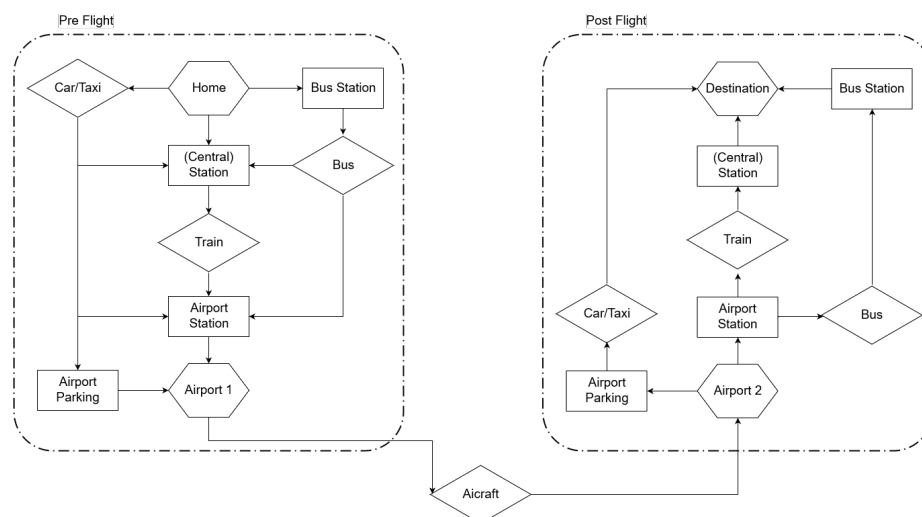 Pre Flight
Post Flight
Car/Taxi
Home
Bus Station
(Central)
Station
Bus
Train
Airport
Station
Airport
Parking
Airport 1
Aicraft
Destination
Bus Station
(Central)
Station
Train
Car/Taxi
Airport
Station
Bus
Airport
Parking
Airport 2